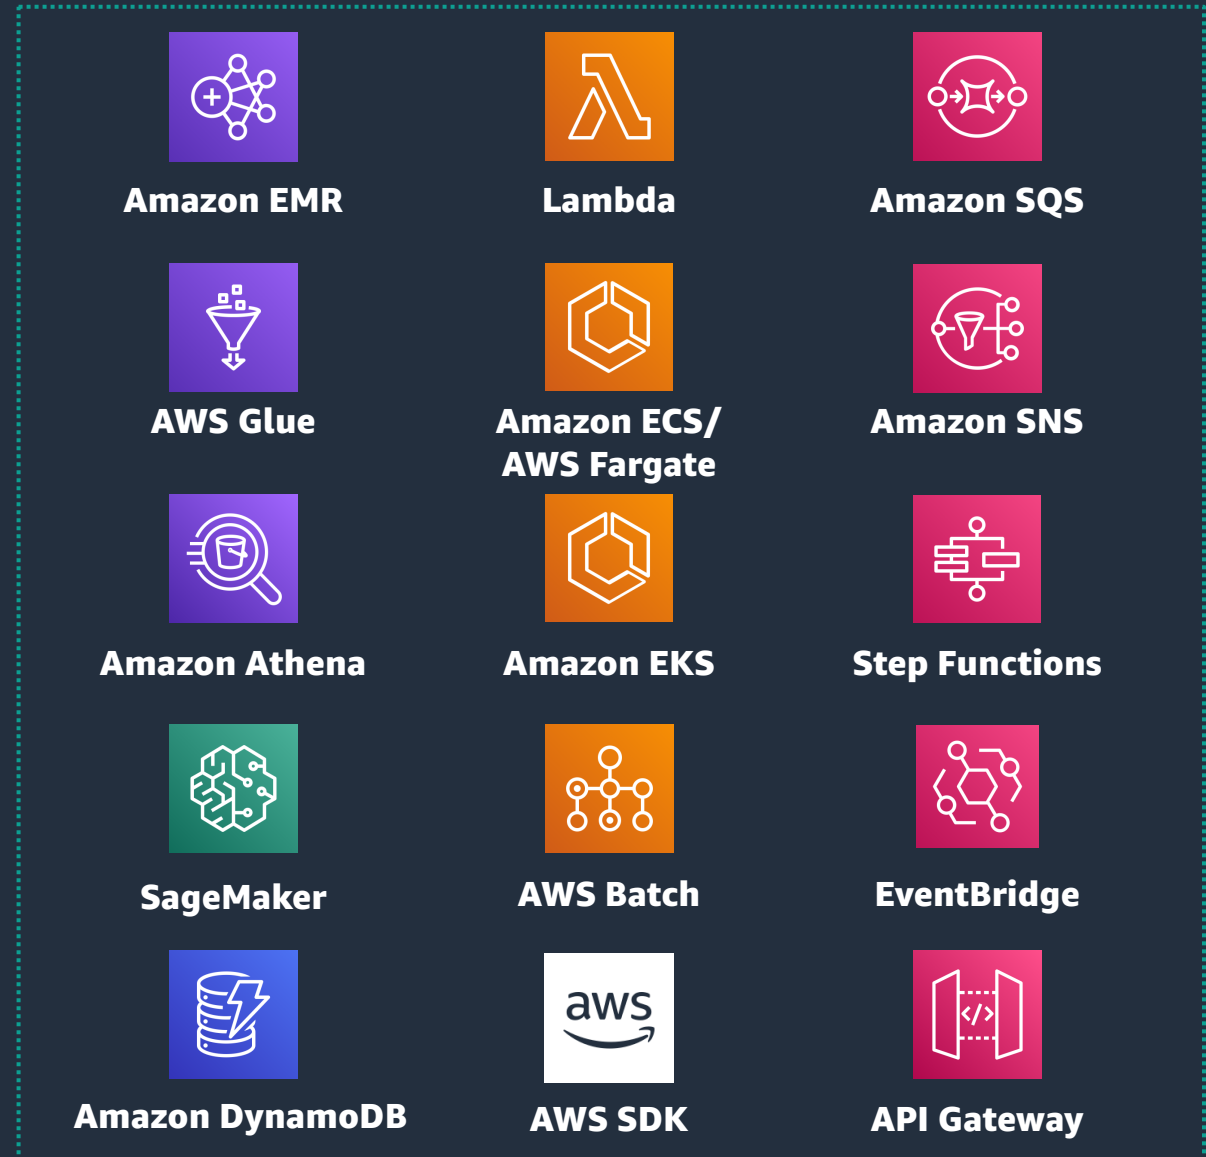 Amazon EMR
Lambda
Amazon SQS
AWS Glue
Amazon ECS/
AWS Fargate
Amazon SNS
Amazon Athena
Amazon EKS
Step Functions
SageMaker
AWS Batch
EventBridge
</>
aws
Amazon DynamoDB
AWS SDK
API Gateway